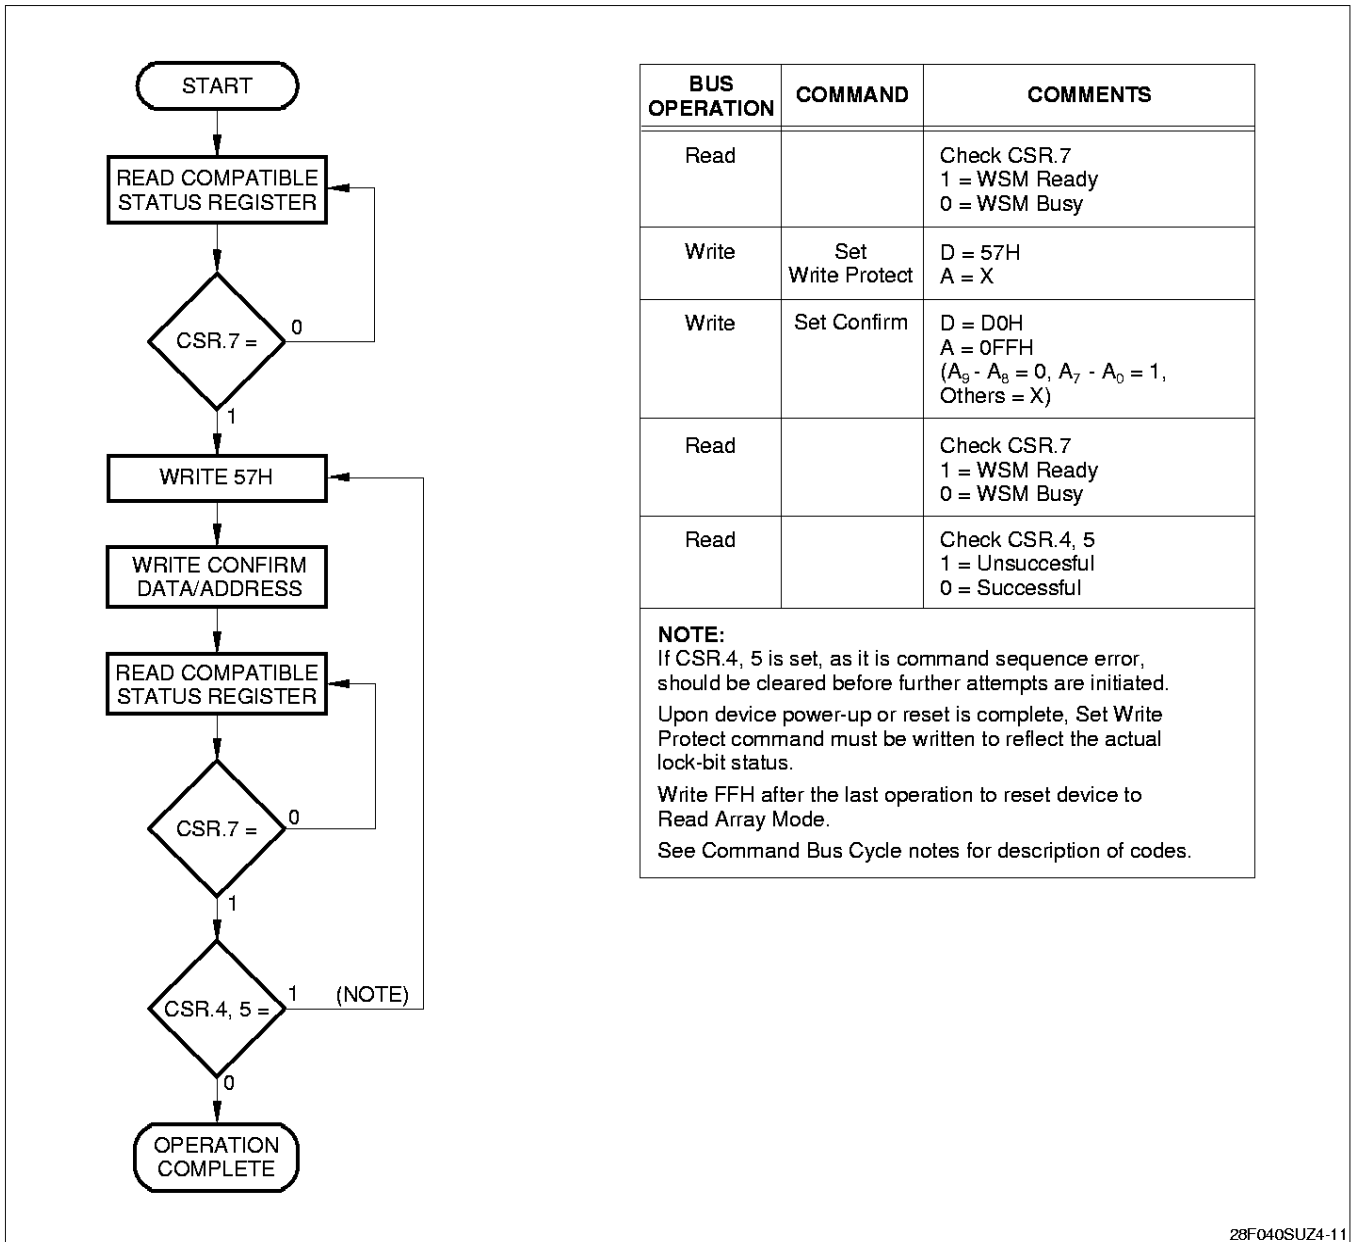 START
READ COMPATIBLE
STATUS REGISTER
CSR.7 =
0
1
WRITE 57H
WRITE CONFIRM
DATA/ADDRESS
READ COMPATIBLE
STATUS REGISTER
CSR.7 =
0
1
CSR.4, 5 =
1 (NOTE)
0
OPERATION
COMPLETE
BUS
OPERATION
COMMAND
COMMENTS
Read
Check CSR.7
1 = WSM Ready
0 = WSM Busy
Write
Set
Write Protect
D = 57H
A = X
Write
Set Confirm
D = D0H
A = 0FFH
(A9 - A8 = 0, A7 - A0 = 1,
Others = X)
Read
Check CSR.7
1 = WSM Ready
0 = WSM Busy
Read
Check CSR.4, 5
1 = Unsuccesful
0 = Successful
NOTE:
If CSR.4, 5 is set, as it is command sequence error,
should be cleared before further attempts are initiated.
Upon device power-up or reset is complete, Set Write
Protect command must be written to reflect the actual
lock-bit status.
Write FFH after the last operation to reset device to
Read Array Mode.
See Command Bus Cycle notes for description of codes.
28F040SUZ4-11